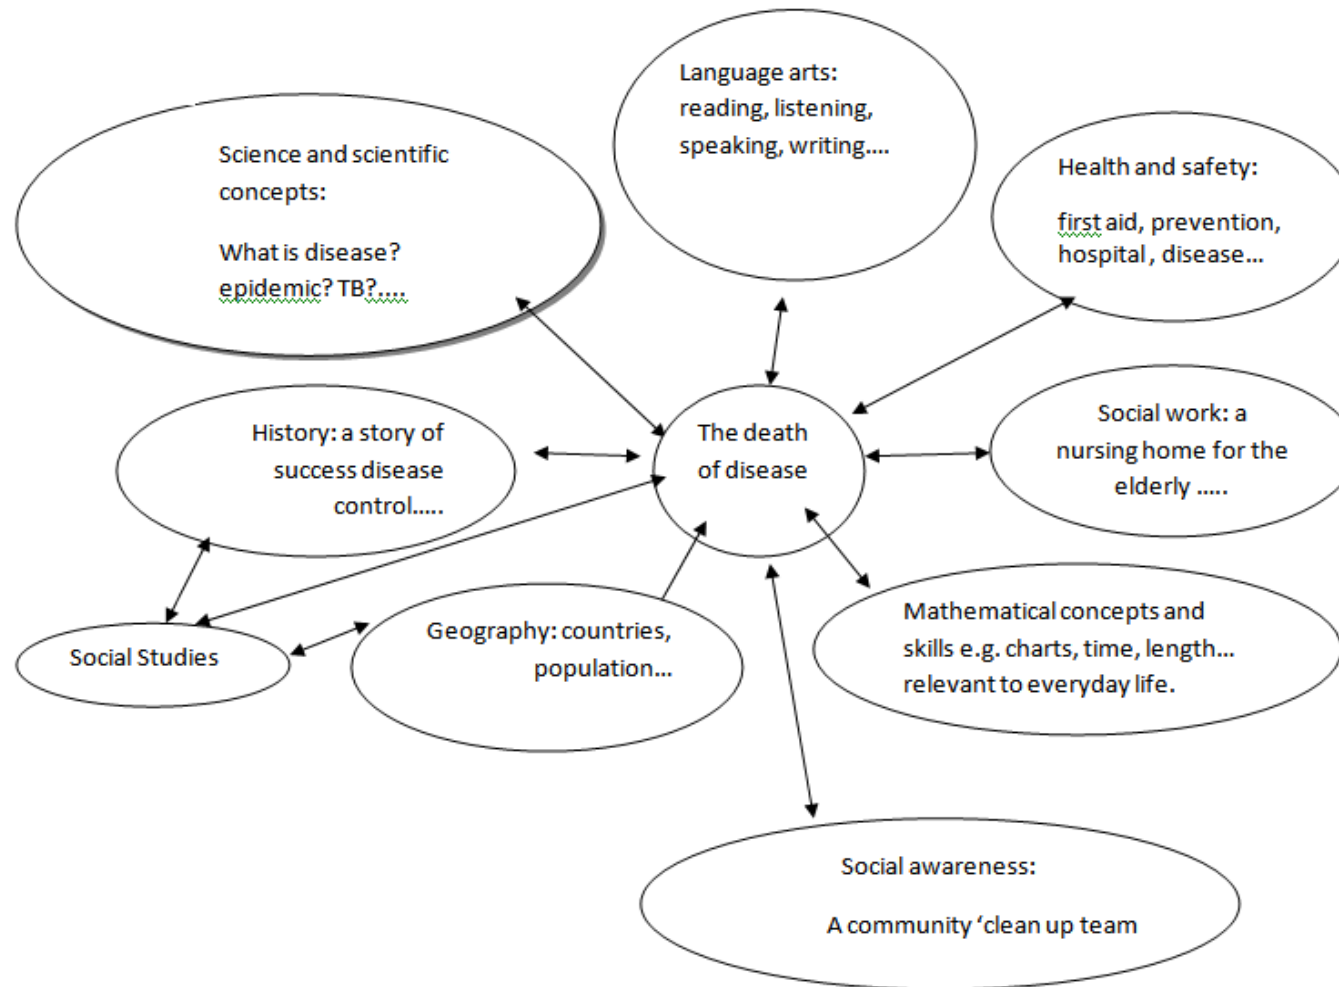 Language arts:
reading, listening,
speaking, writing....
Science and scientific
concepts:
What is disease?
epidemic? TB?....
Health and safety:
first aid, prevention,
hospital , disease...
History: a story of
success disease
control.....
The death
of disease
Social work: a
nursing home for the
elderly .....
Social Studies
Geography: countries,
population...
Mathematical concepts and
skills e.g. charts, time, length...
relevant to everyday life.
Social awareness:
A community ‘clean up team